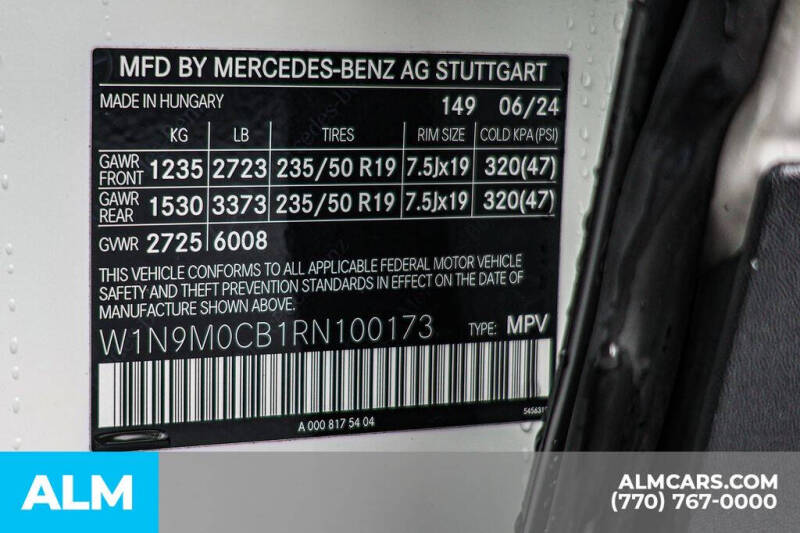 MFD BY MERCEDES-BENZ AG STUTTGART
MADE IN HUNGARY 149 06/24
KG LB TIRES RIM SIZE COLD KPA (PSI)
GAWR FRONT 1235 2723 235/50 R19 7.5Jx19 320(47)
GAWR REAR 1530 3373 235/50 R19 7.5Jx19 320(47)
GVWR 2725 6008
THIS VEHICLE CONFORMS TO ALL APPLICABLE FEDERAL MOTOR VEHICLE
SAFETY AND THEFT PREVENTION STANDARDS IN EFFECT ON THE DATE OF
MANUFACTURE SHOWN ABOVE.
W1N9M0CB1RN100173 TYPE: MPV
A 000 817 54 04
ALM
ALMCARS.COM
(770) 767-0000